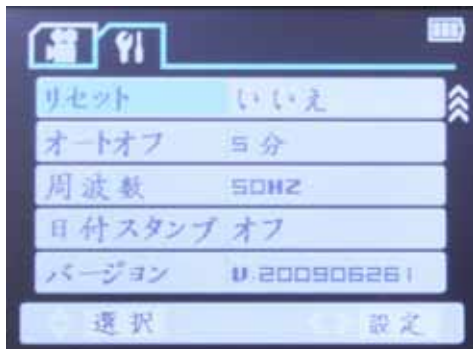 リセット いいえ
オートオフ 5分
周波数 50HZ
日付スタンプ オフ
バージョン V.200906261
選択 設定